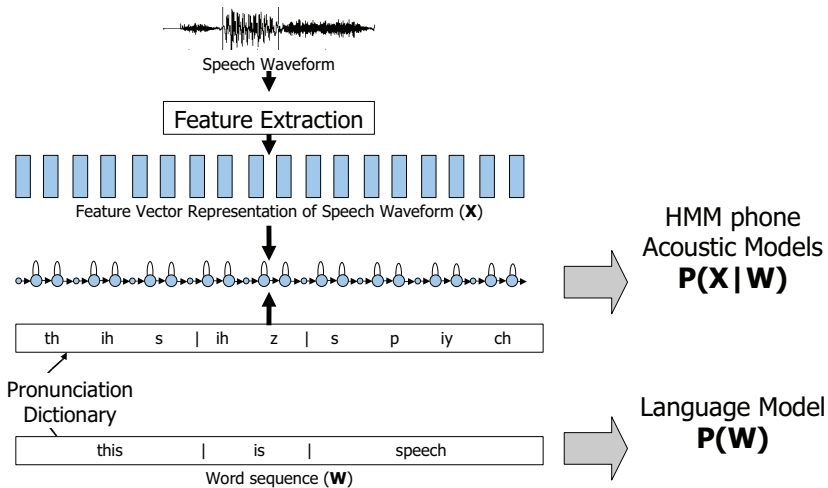 Speech Waveform
Feature Extraction
Feature Vector Representation of Speech Waveform (X)
HMM phone
Acoustic Models
P(X|W)
th ih s | ih z | s p iy ch
Pronunciation
Dictionary
Language Model
P(W)
this | is | speech
Word sequence (W)